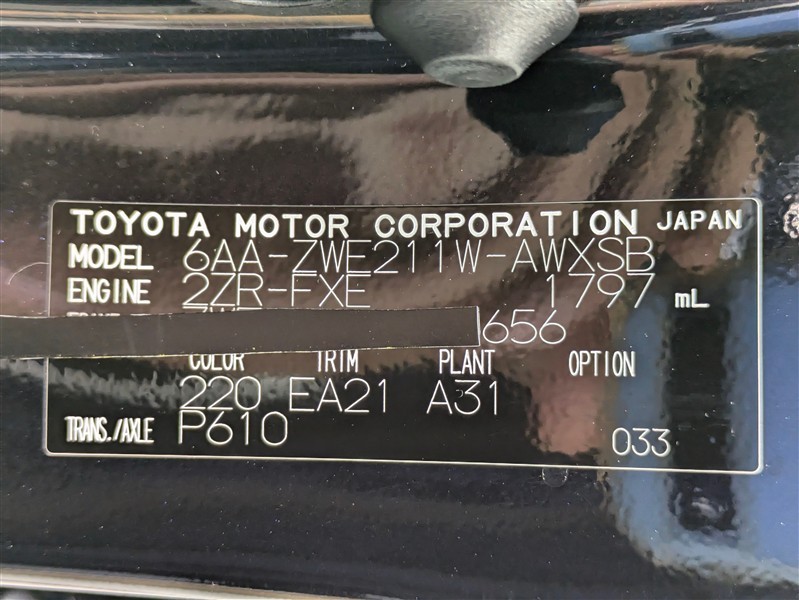 TOYOTA MOTOR CORPORATION JAPAN
MODEL 6AA-ZWE211W-AWXSB
ENGINE 2ZR-FXE 1797 mL
656
COLOR TRIM PLANT OPTION
220 EA21 A31
TRANS./AXLE P610 033